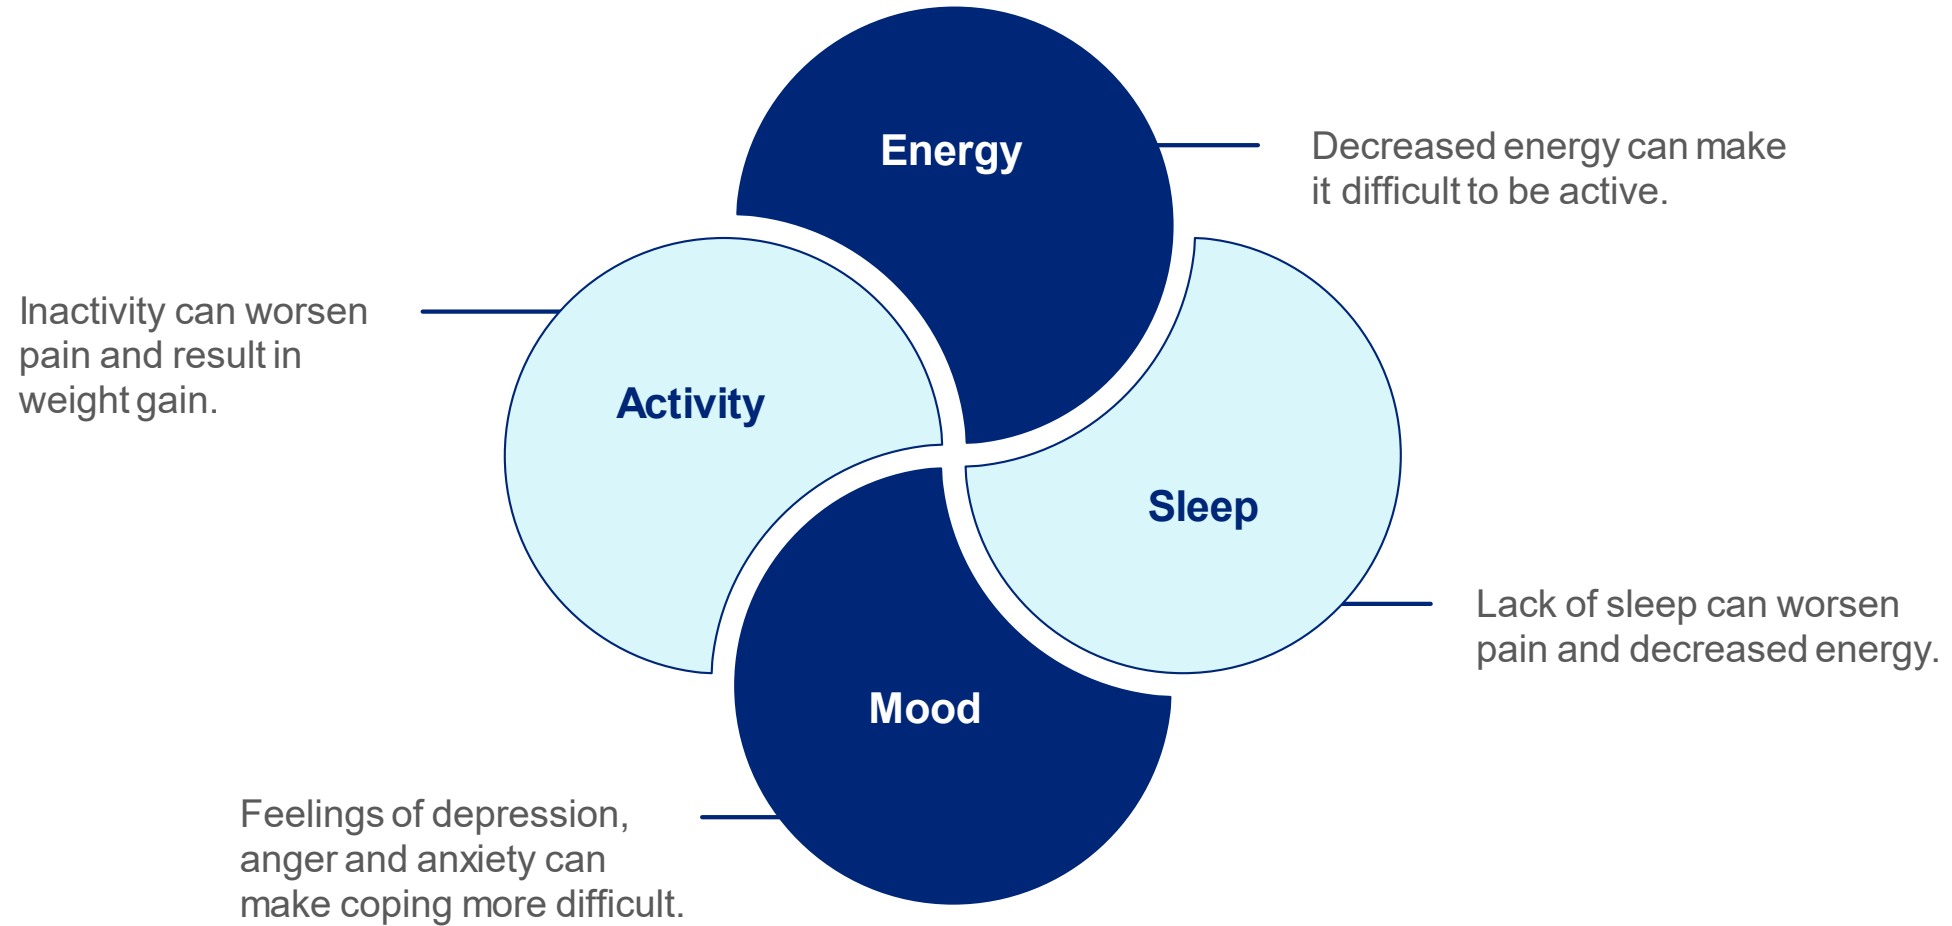 Energy
Decreased energy can make
it difficult to be active.
Inactivity can worsen
pain and result in
weight gain.
Activity
Sleep
Lack of sleep can worsen
pain and decreased energy.
Mood
Feelings of depression,
anger and anxiety can
make coping more difficult.